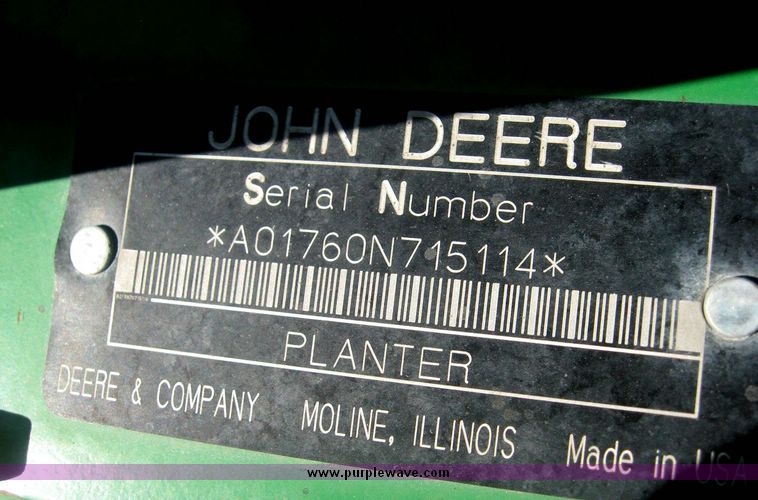 JOHN DEERE
Serial Number
*A01760N715114*
PLANTER
DEERE & COMPANY MOLINE, ILLINOIS Made in USA
www.purplewave.com